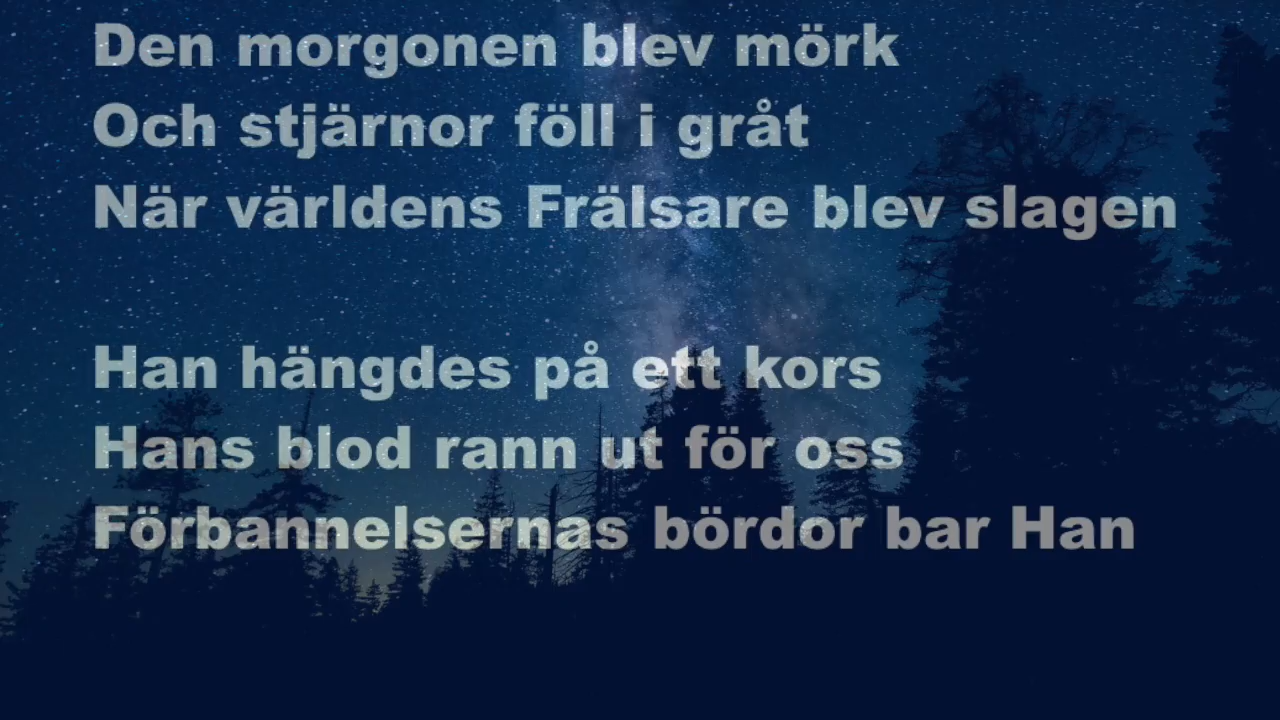 Den morgonen blev mörk
Och stjärnor föll i gråt
När världens Frälsare blev slagen
Han hängdes på ett kors
Hans blod rann ut för oss
Förbannelsernas bördor bar Han